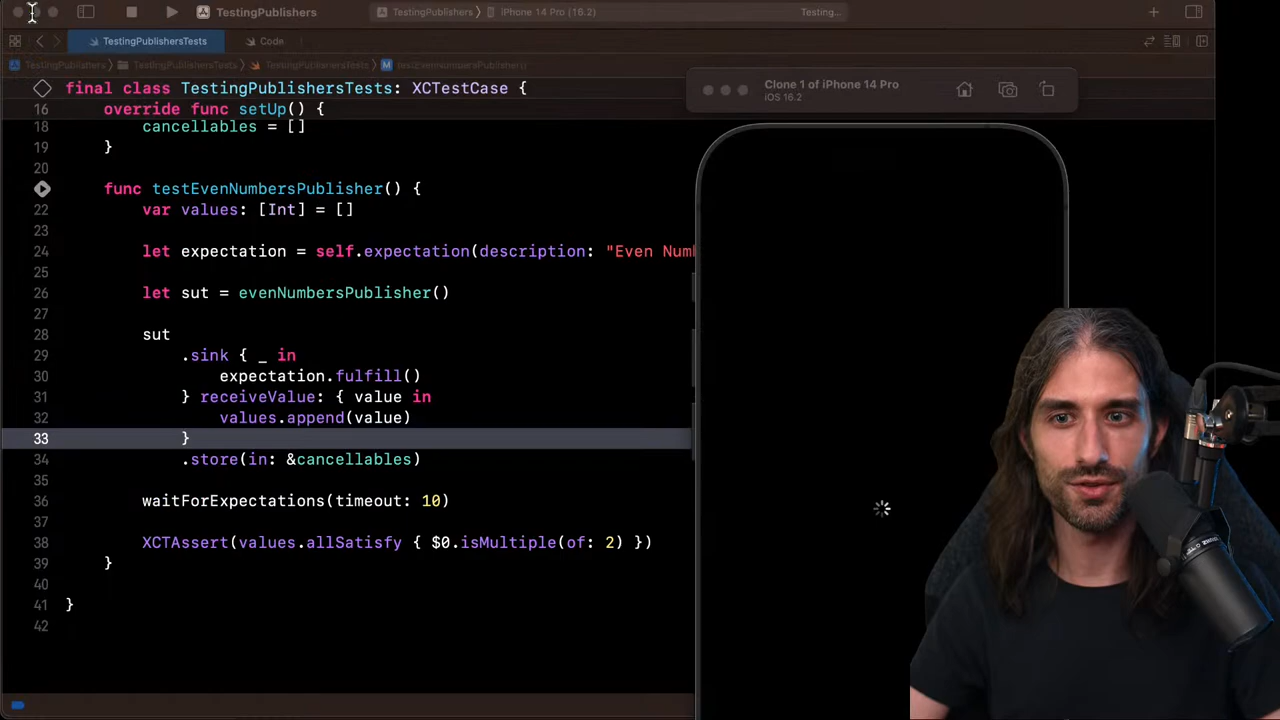 TestingPublishers
TestingPublishers
iPhone 14 Pro (16.2)
Testing...
TestingPublishersTests
Code
TestingPublishers
TestingPublishersTests
TestingPublishersTests
testEvenNumbersPublisher()
Clone 1 of iPhone 14 Pro
iOS 16.2
final class TestingPublishersTests: XCTestCase {
16 override func setUp() {
18 cancellables = []
19 }
20
func testEvenNumbersPublisher() {
22 var values: [Int] = []
23
24 let expectation = self.expectation(description: "Even Num
25
26 let sut = evenNumbersPublisher()
27
28 sut
29 .sink { _ in
30 expectation.fulfill()
31 } receiveValue: { value in
32 values.append(value)
33 }
34 .store(in: &cancellables)
35
36 waitForExpectations(timeout: 10)
37
38 XCTAssert(values.allSatisfy { $0.isMultiple(of: 2) })
39 }
40
41 }
42